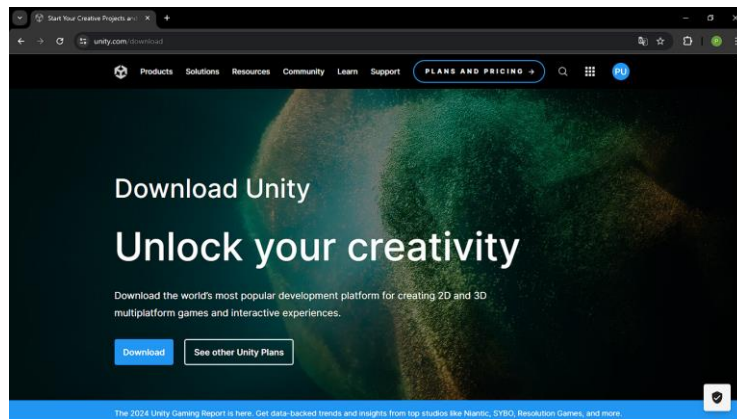 Start Your Creative Projects and
unity.com/download
Products Solutions Resources Community Learn Support PLANS AND PRICING → PU
Download Unity
Unlock your creativity
Download the world's most popular development platform for creating 2D and 3D
multiplatform games and interactive experiences.
Download See other Unity Plans
The 2024 Unity Gaming Report is here. Get data-backed trends and insights from top studios like Niantic, SYBO, Resolution Games, and more.